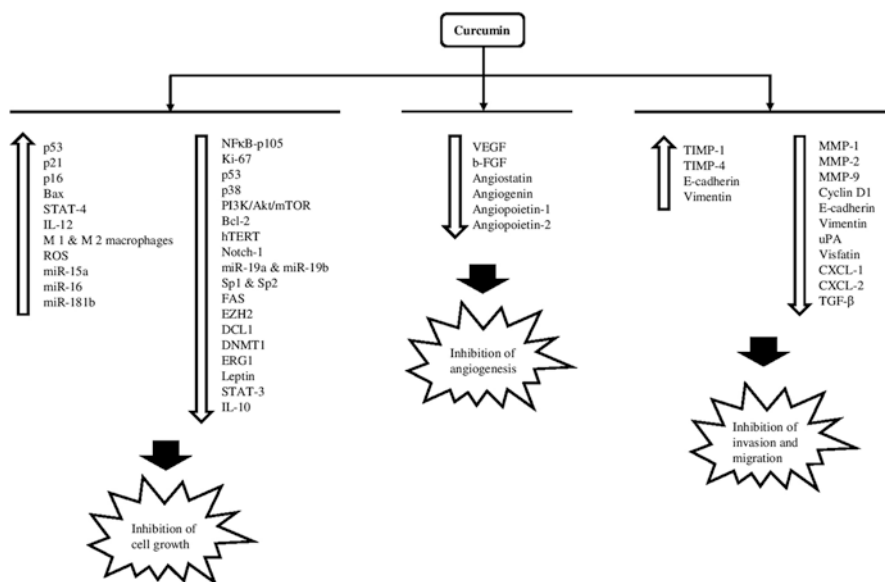 Curcumin
p53
p21
p16
Bax
STAT-4
IL-12
M 1 & M 2 macrophages
ROS
miR-15a
miR-16
miR-181b
NFκB-p105
Ki-67
p53
p38
PI3K/Akt/mTOR
Bcl-2
hTERT
Notch-1
miR-19a & miR-19b
Sp1 & Sp2
FAS
EZH2
DCL1
DNMT1
ERG1
Leptin
STAT-3
IL-10
Inhibition of
cell growth
VEGF
b-FGF
Angiostatin
Angiogenin
Angiopoietin-1
Angiopoietin-2
Inhibition of
angiogenesis
TIMP-1
TIMP-4
E-cadherin
Vimentin
MMP-1
MMP-2
MMP-9
Cyclin D1
E-cadherin
Vimentin
uPA
Visfatin
CXCL-1
CXCL-2
TGF-β
Inhibition of
invasion and
migration